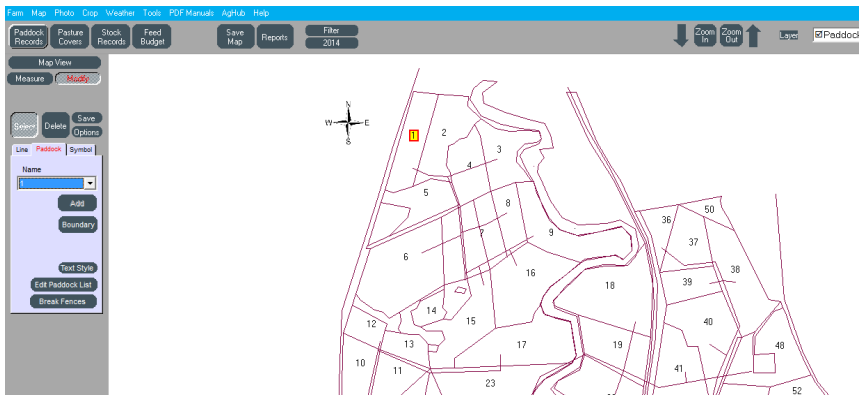 Farm Map Photo Crop Weather Tools PDF Manuals AgHub Help
Paddock Records Pasture Covers Stock Records Feed Budget Save Map Reports Filter 2014 Zoom In Zoom Out Layer Paddock
Map View
Measure Modify
Select Delete Save Options
Line Paddock Symbol
Name
1
Add
Boundary
Text Style
Edit Paddock List
Break Fences
N
W E
S
1
2
3
4
5
8
7
9
6
16
14
15
12
13
17
10
11
23
50
36
37
38
39
18
40
19
48
41
52